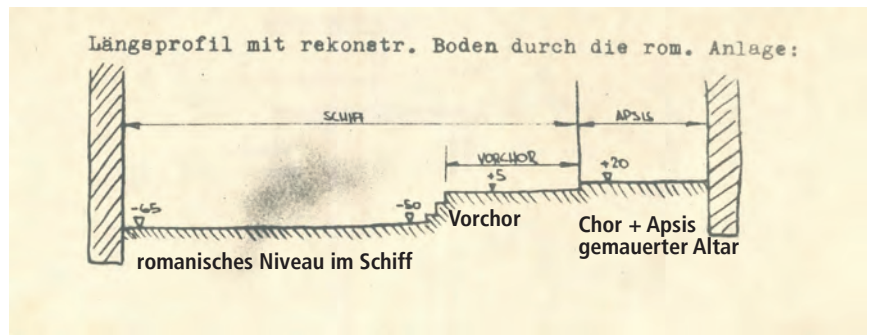 Längsprofil mit rekonstr. Boden durch die rom. Anlage:
SCHIFF
APSIS
VORCHOR
+5
+20
-65
-50
Vorchor
Chor + Apsis
gemauerter Altar
romanisches Niveau im Schiff